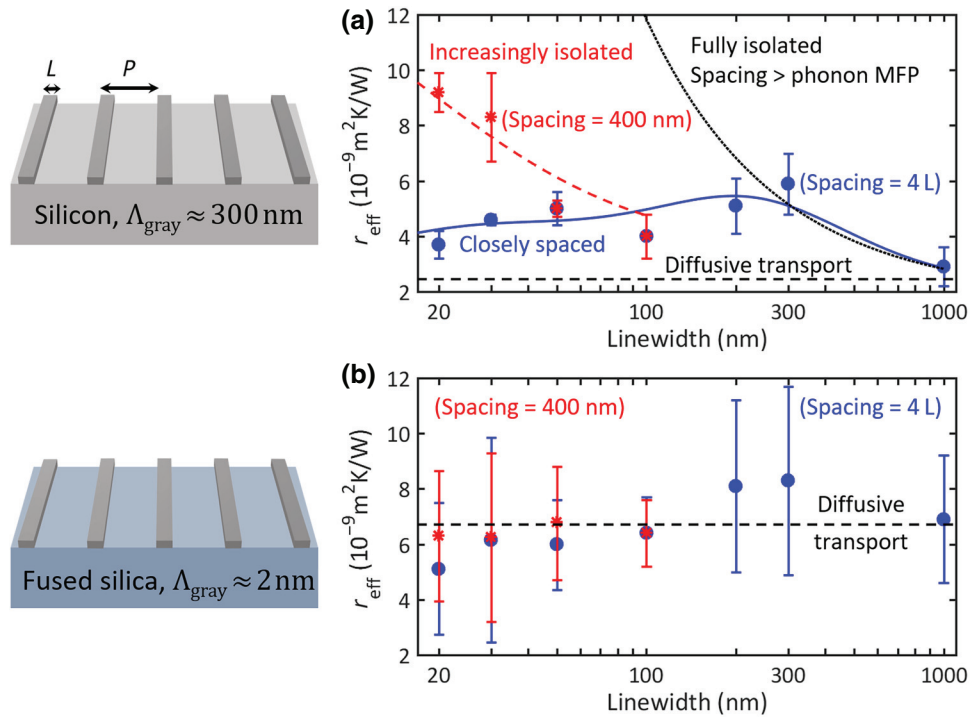 L
P
Silicon, Λgray ≈ 300 nm
(a)
12
10
8
6
4
2
reff (10⁻⁹ m² K/W)
Increasingly isolated
(Spacing = 400 nm)
Fully isolated
Spacing > phonon MFP
(Spacing = 4 L)
Closely spaced
Diffusive transport
20
100
300
1000
Linewidth (nm)
Fused silica, Λgray ≈ 2 nm
(b)
12
10
8
6
4
2
reff (10⁻⁹ m² K/W)
(Spacing = 400 nm)
(Spacing = 4 L)
Diffusive
transport
20
100
300
1000
Linewidth (nm)